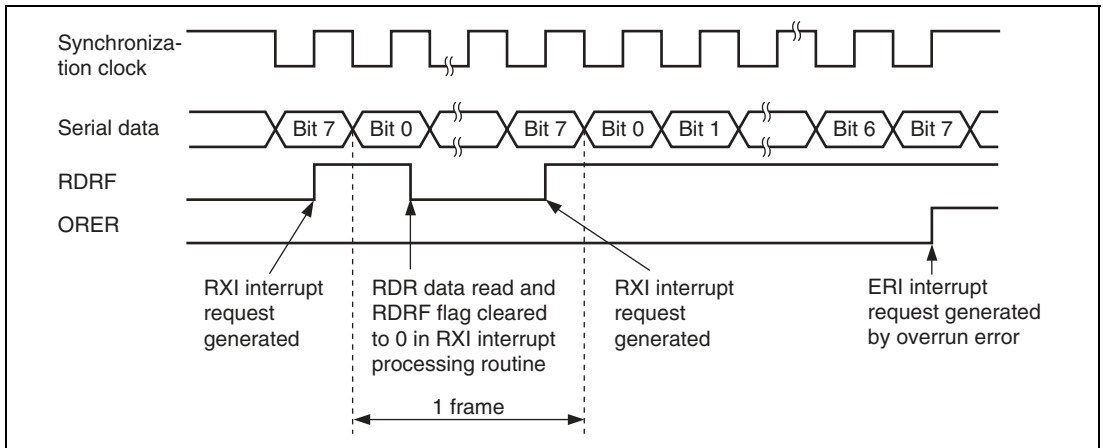 Synchroniza-
tion clock
Serial data
Bit 7 Bit 0 Bit 7 Bit 0 Bit 1 Bit 6 Bit 7
RDRF
ORER
RXI interrupt
request
generated
RDR data read and
RDRF flag cleared
to 0 in RXI interrupt
processing routine
RXI interrupt
request
generated
ERI interrupt
request generated
by overrun error
1 frame